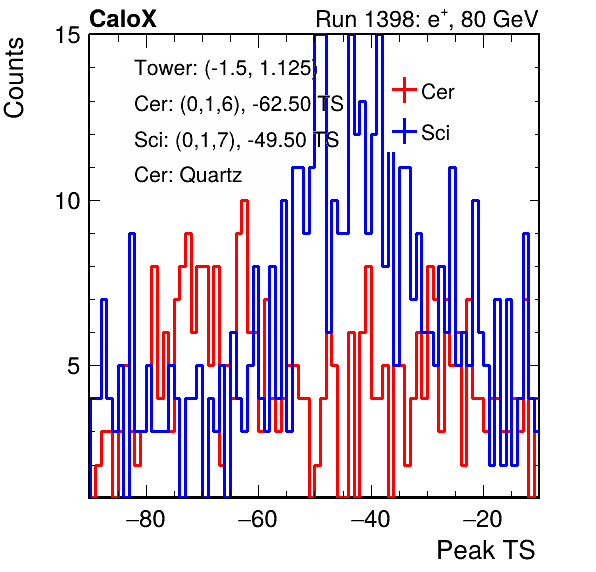 CaloX Run 1398: e⁺, 80 GeV
Counts
15
10
5
Tower: (-1.5, 1.125)
Cer: (0,1,6), -62.50 TS
Sci: (0,1,7), -49.50 TS
Cer: Quartz
Cer
Sci
−80 −60 −40 −20
Peak TS